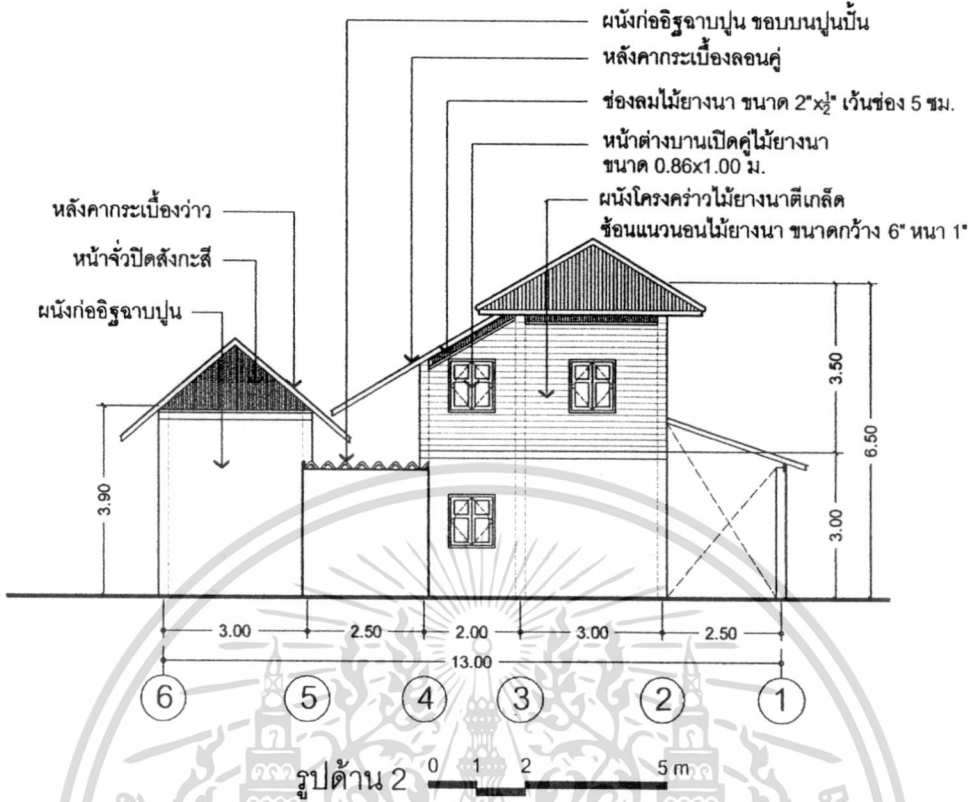 ผนังก่ออิฐฉาบปูน ขอบบนปูนปั้น
หลังคากระเบื้องลอนคู่
ช่องลมไม้ยางนา ขนาด 2"x½" เว้นช่อง 5 ซม.
หน้าต่างบานเปิดคู่ไม้ยางนา
ขนาด 0.86x1.00 ม.
ผนังโครงคร่าวไม้ยางนาตีเกล็ด
ซ้อนแนวนอนไม้ยางนา ขนาดกว้าง 6" หนา 1"
หลังคากระเบื้องว่าว
หน้าจั่วปิดสังกะสี
ผนังก่ออิฐฉาบปูน
3.90
3.50
6.50
3.00
3.00 2.50 2.00 3.00 2.50
13.00
6 5 4 3 2 1
รูปด้าน 2 0 1 2 5 m